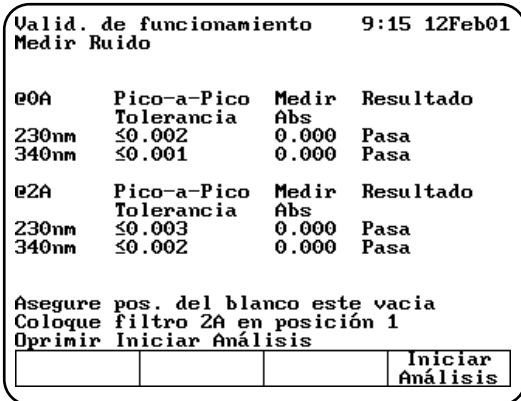 Valid. de funcionamiento 9:15 12Feb01
Medir Ruido
@0A Pico-a-Pico Medir Resultado
Tolerancia Abs
230nm ≤0.002 0.000 Pasa
340nm ≤0.001 0.000 Pasa
@2A Pico-a-Pico Medir Resultado
Tolerancia Abs
230nm ≤0.003 0.000 Pasa
340nm ≤0.002 0.000 Pasa
Asegure pos. del blanco este vacia
Coloque filtro 2A en posición 1
Oprimir Iniciar Análisis
Iniciar
Análisis